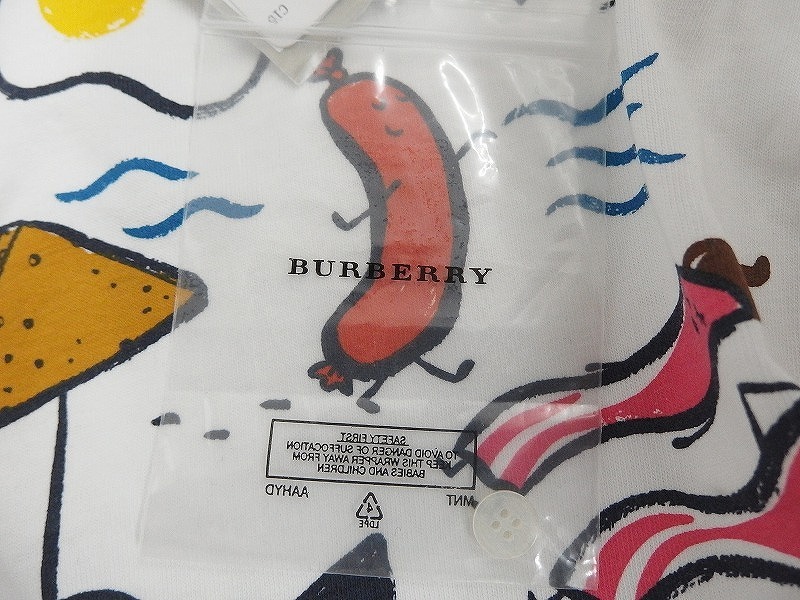 C10
BURBERRY
SAFETY FIRST
TO AVOID DANGER OF SUFFOCATION
KEEP THIS WRAPPER AWAY FROM
BABIES AND CHILDREN
MNT
AAHYD
4
LDPE